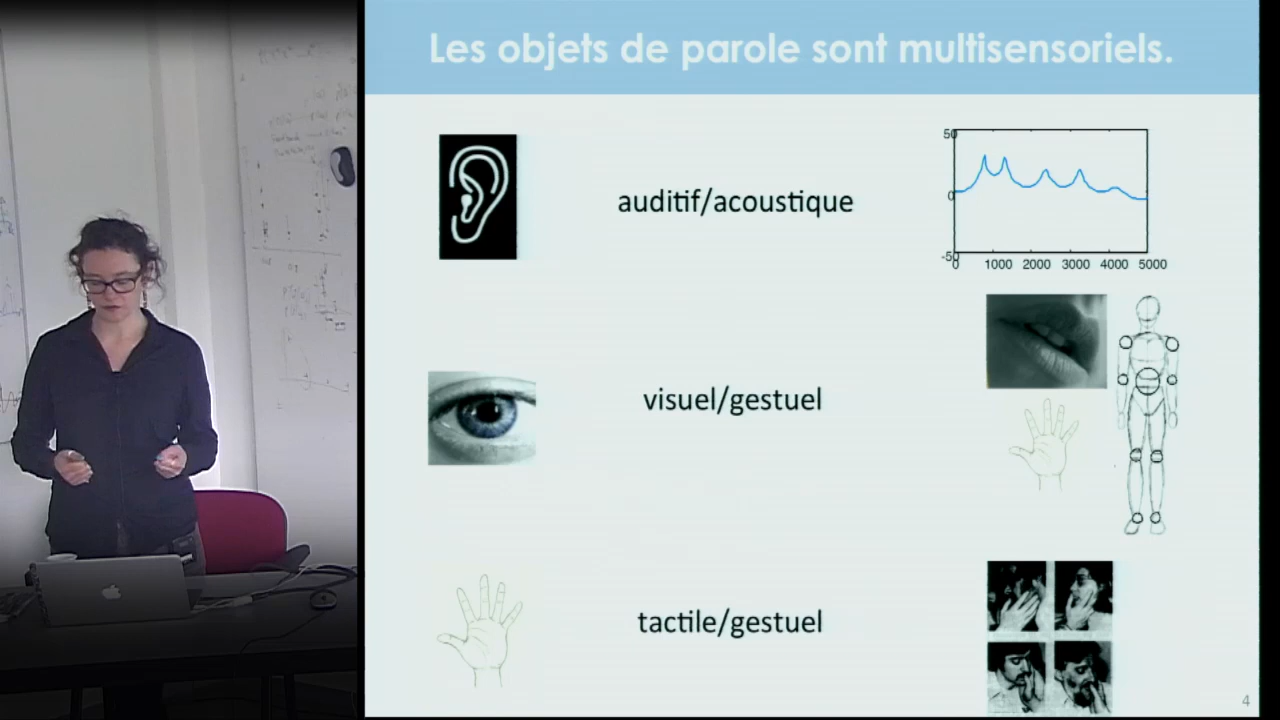 Les objets de parole sont multisensoriels.
auditif/acoustique
50
0
-50
0 1000 2000 3000 4000 5000
visuel/gestuel
tactile/gestuel
4